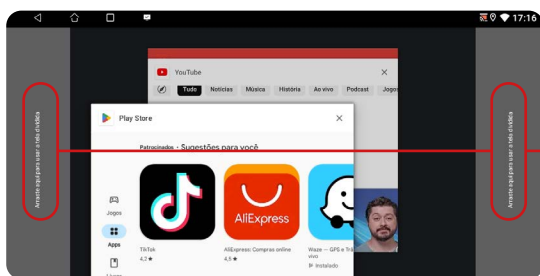 17:16
YouTube
Tudo
Notícias
Música
História
Ao vivo
Podcast
Jogos
Play Store
Patrocinados · Sugestões para você
Arraste aqui para usar a tela dividida
Arraste aqui para usar a tela dividida
Jogos
Apps
AliExpress
TikTok
4,2 ★
AliExpress: Compras online
4,5 ★
Waze — GPS e Trâ
vivo
Instalado